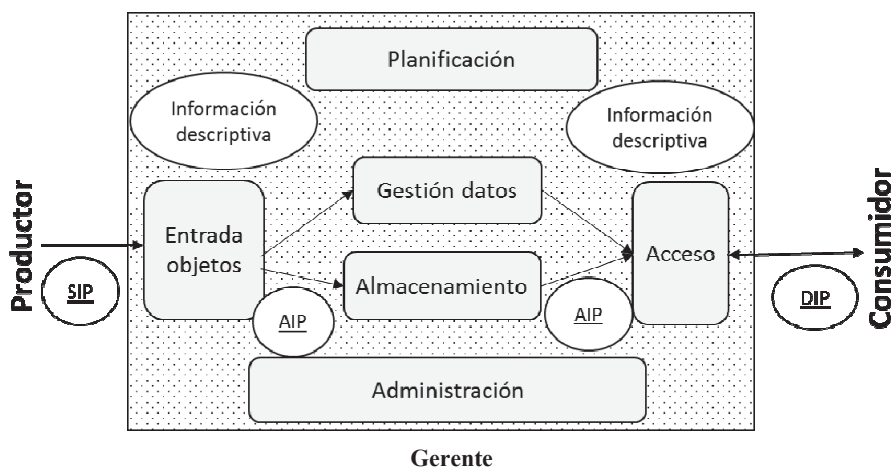 Planificación
Información
descriptiva
Información
descriptiva
Productor
SIP
Entrada
objetos
Gestión datos
Almacenamiento
Acceso
AIP
AIP
DIP
Consumidor
Administración
Gerente